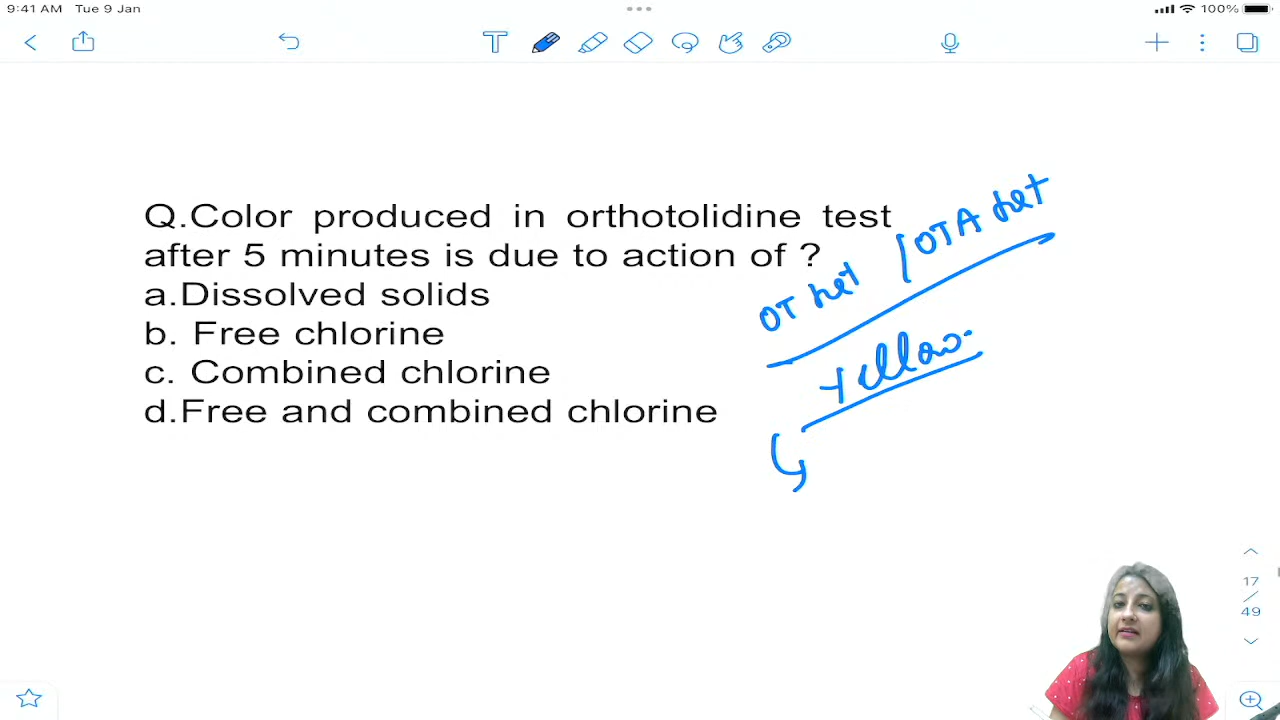 9:41 AM Tue 9 Jan
100%
T
Q.Color produced in orthotolidine test
after 5 minutes is due to action of ?
a.Dissolved solids
b. Free chlorine
c. Combined chlorine
d.Free and combined chlorine
OT test / OTA test
Yellow
17
49